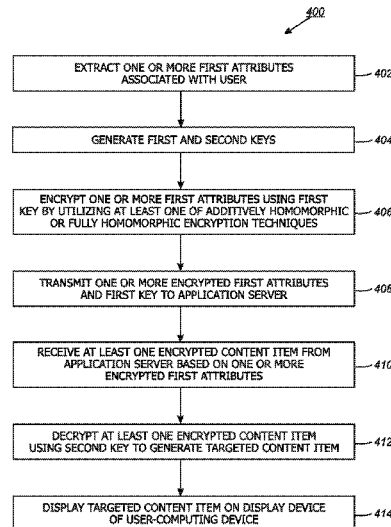 400
EXTRACT ONE OR MORE FIRST ATTRIBUTES
ASSOCIATED WITH USER
402
GENERATE FIRST AND SECOND KEYS
404
ENCRYPT ONE OR MORE FIRST ATTRIBUTES USING FIRST
KEY BY UTILIZING AT LEAST ONE OF ADDITIVELY HOMOMORPHIC
OR FULLY HOMOMORPHIC ENCRYPTION TECHNIQUES
406
TRANSMIT ONE OR MORE ENCRYPTED FIRST ATTRIBUTES
AND FIRST KEY TO APPLICATION SERVER
408
RECEIVE AT LEAST ONE ENCRYPTED CONTENT ITEM FROM
APPLICATION SERVER BASED ON ONE OR MORE
ENCRYPTED FIRST ATTRIBUTES
410
DECRYPT AT LEAST ONE ENCRYPTED CONTENT ITEM
USING SECOND KEY TO GENERATE TARGETED CONTENT ITEM
412
DISPLAY TARGETED CONTENT ITEM ON DISPLAY DEVICE
OF USER-COMPUTING DEVICE
414